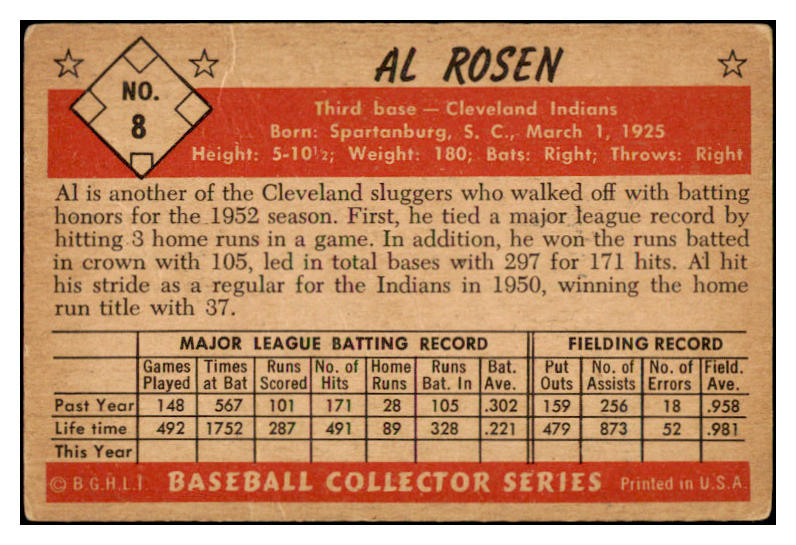 AL ROSEN
NO.
8
Third base — Cleveland Indians
Born: Spartanburg, S. C., March 1, 1925
Height: 5-10½; Weight: 180; Bats: Right; Throws: Right
Al is another of the Cleveland sluggers who walked off with batting
honors for the 1952 season. First, he tied a major league record by
hitting 3 home runs in a game. In addition, he won the runs batted
in crown with 105, led in total bases with 297 for 171 hits. Al hit
his stride as a regular for the Indians in 1950, winning the home
run title with 37.
MAJOR LEAGUE BATTING RECORD FIELDING RECORD
Games Times Runs No. of Home Runs Bat. Put No. of No. of Field.
Played at Bat Scored Hits Runs Bat. In Ave. Outs Assists Errors Ave.
Past Year 148 567 101 171 28 105 .302 159 256 18 .958
Life time 492 1752 287 491 89 328 .221 479 873 52 .981
This Year
© B.G.H.L.I. BASEBALL COLLECTOR SERIES Printed in U.S.A.